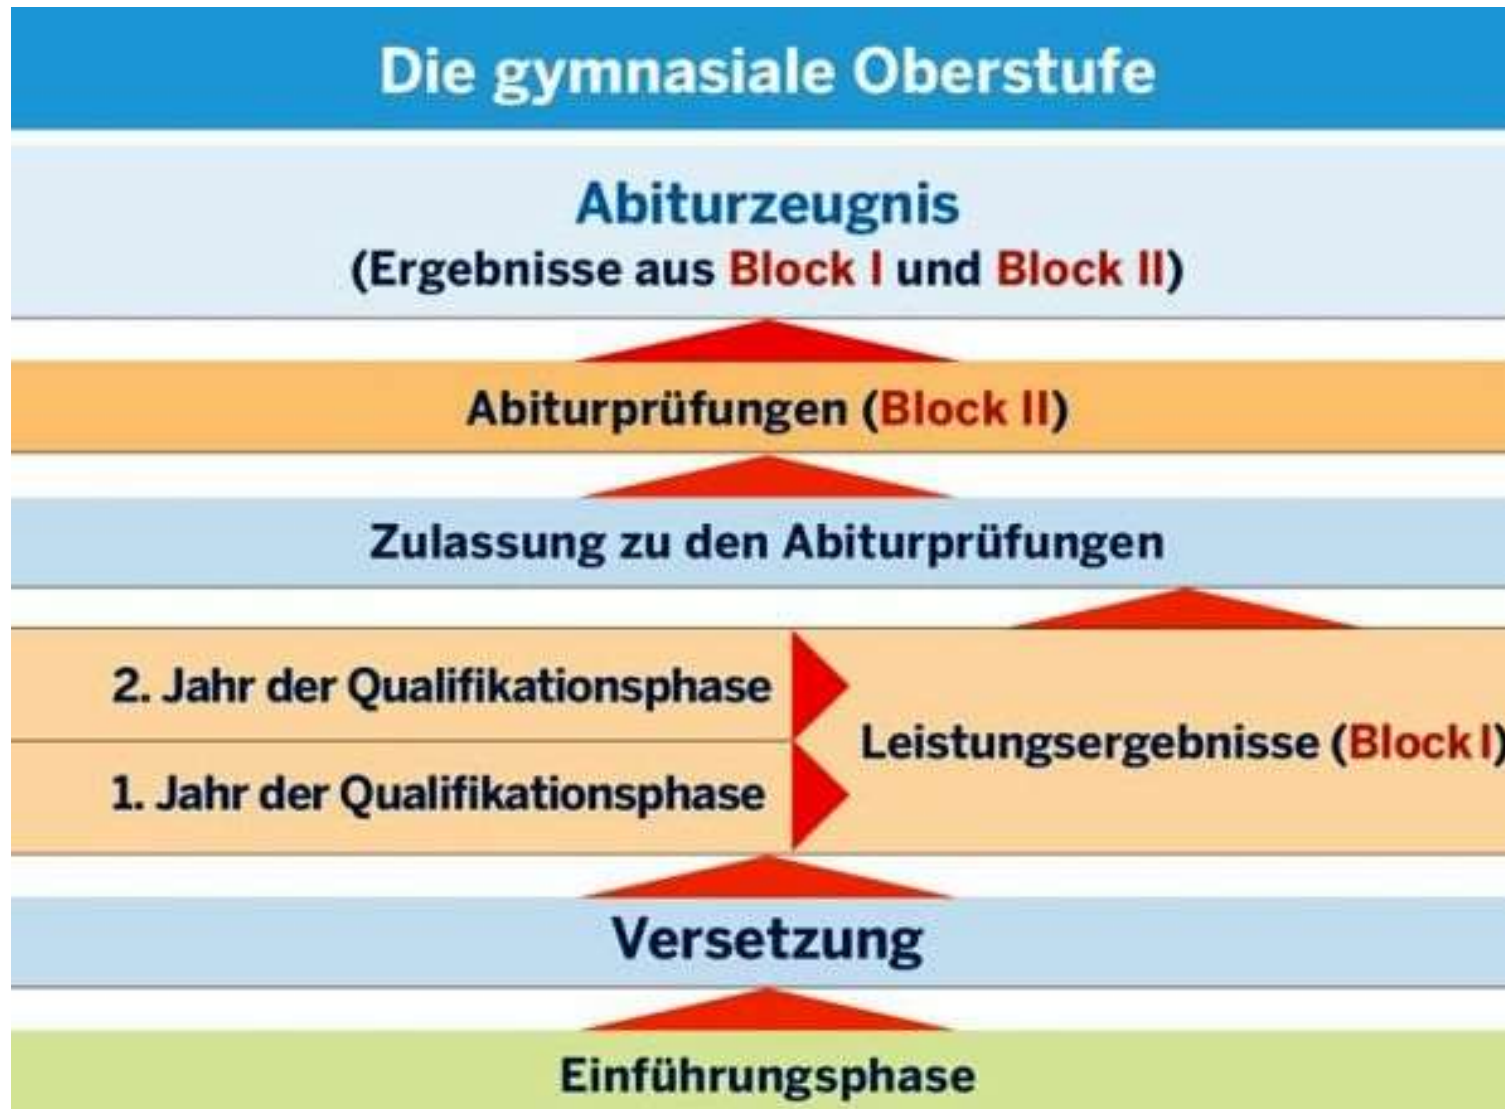 Die gymnasiale Oberstufe
Abiturzeugnis
(Ergebnisse aus Block I und Block II)
Abiturprüfungen (Block II)
Zulassung zu den Abiturprüfungen
2. Jahr der Qualifikationsphase
Leistungsergebnisse (Block I)
1. Jahr der Qualifikationsphase
Versetzung
Einführungsphase